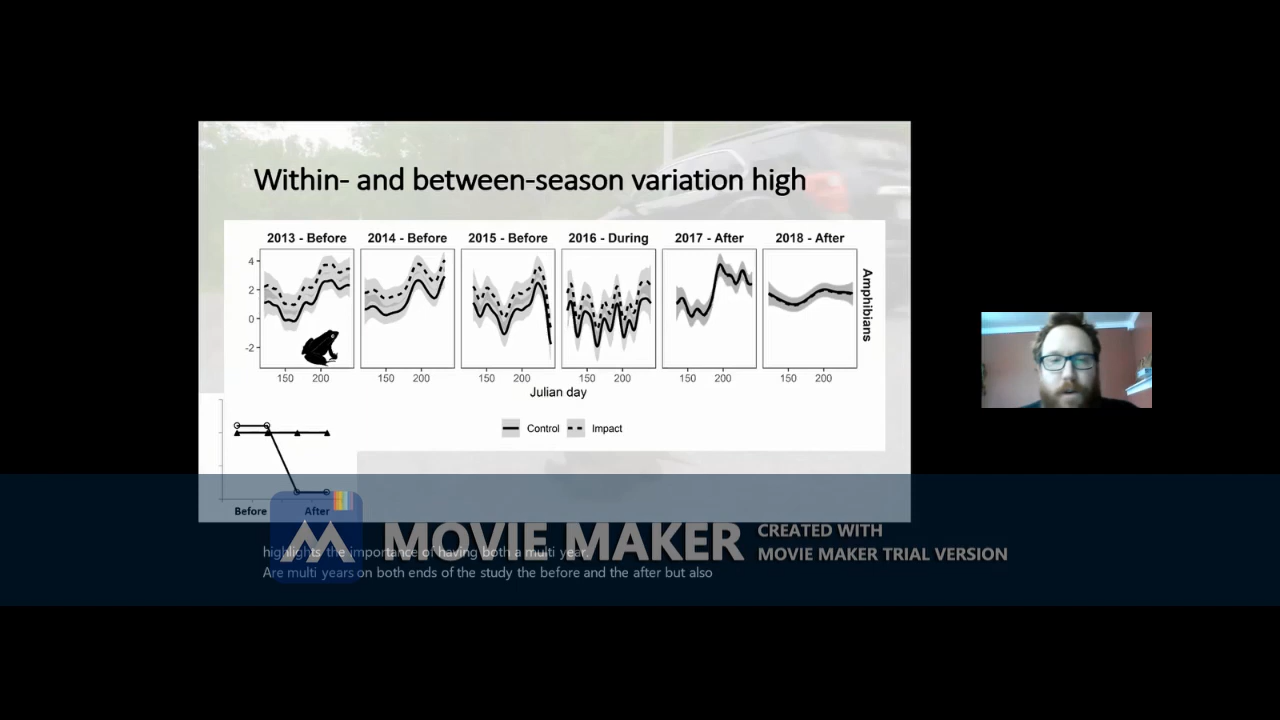 Within- and between-season variation high
2013 - Before 2014 - Before 2015 - Before 2016 - During 2017 - After 2018 - After
4
2
0
-2
Amphibians
150 200 150 200 150 200 150 200 150 200 150 200
Julian day
Control Impact
Before After
MOVIE MAKER
CREATED WITH
MOVIE MAKER TRIAL VERSION
highlights the importance of having both a multi year.
Are multi years on both ends of the study the before and the after but also